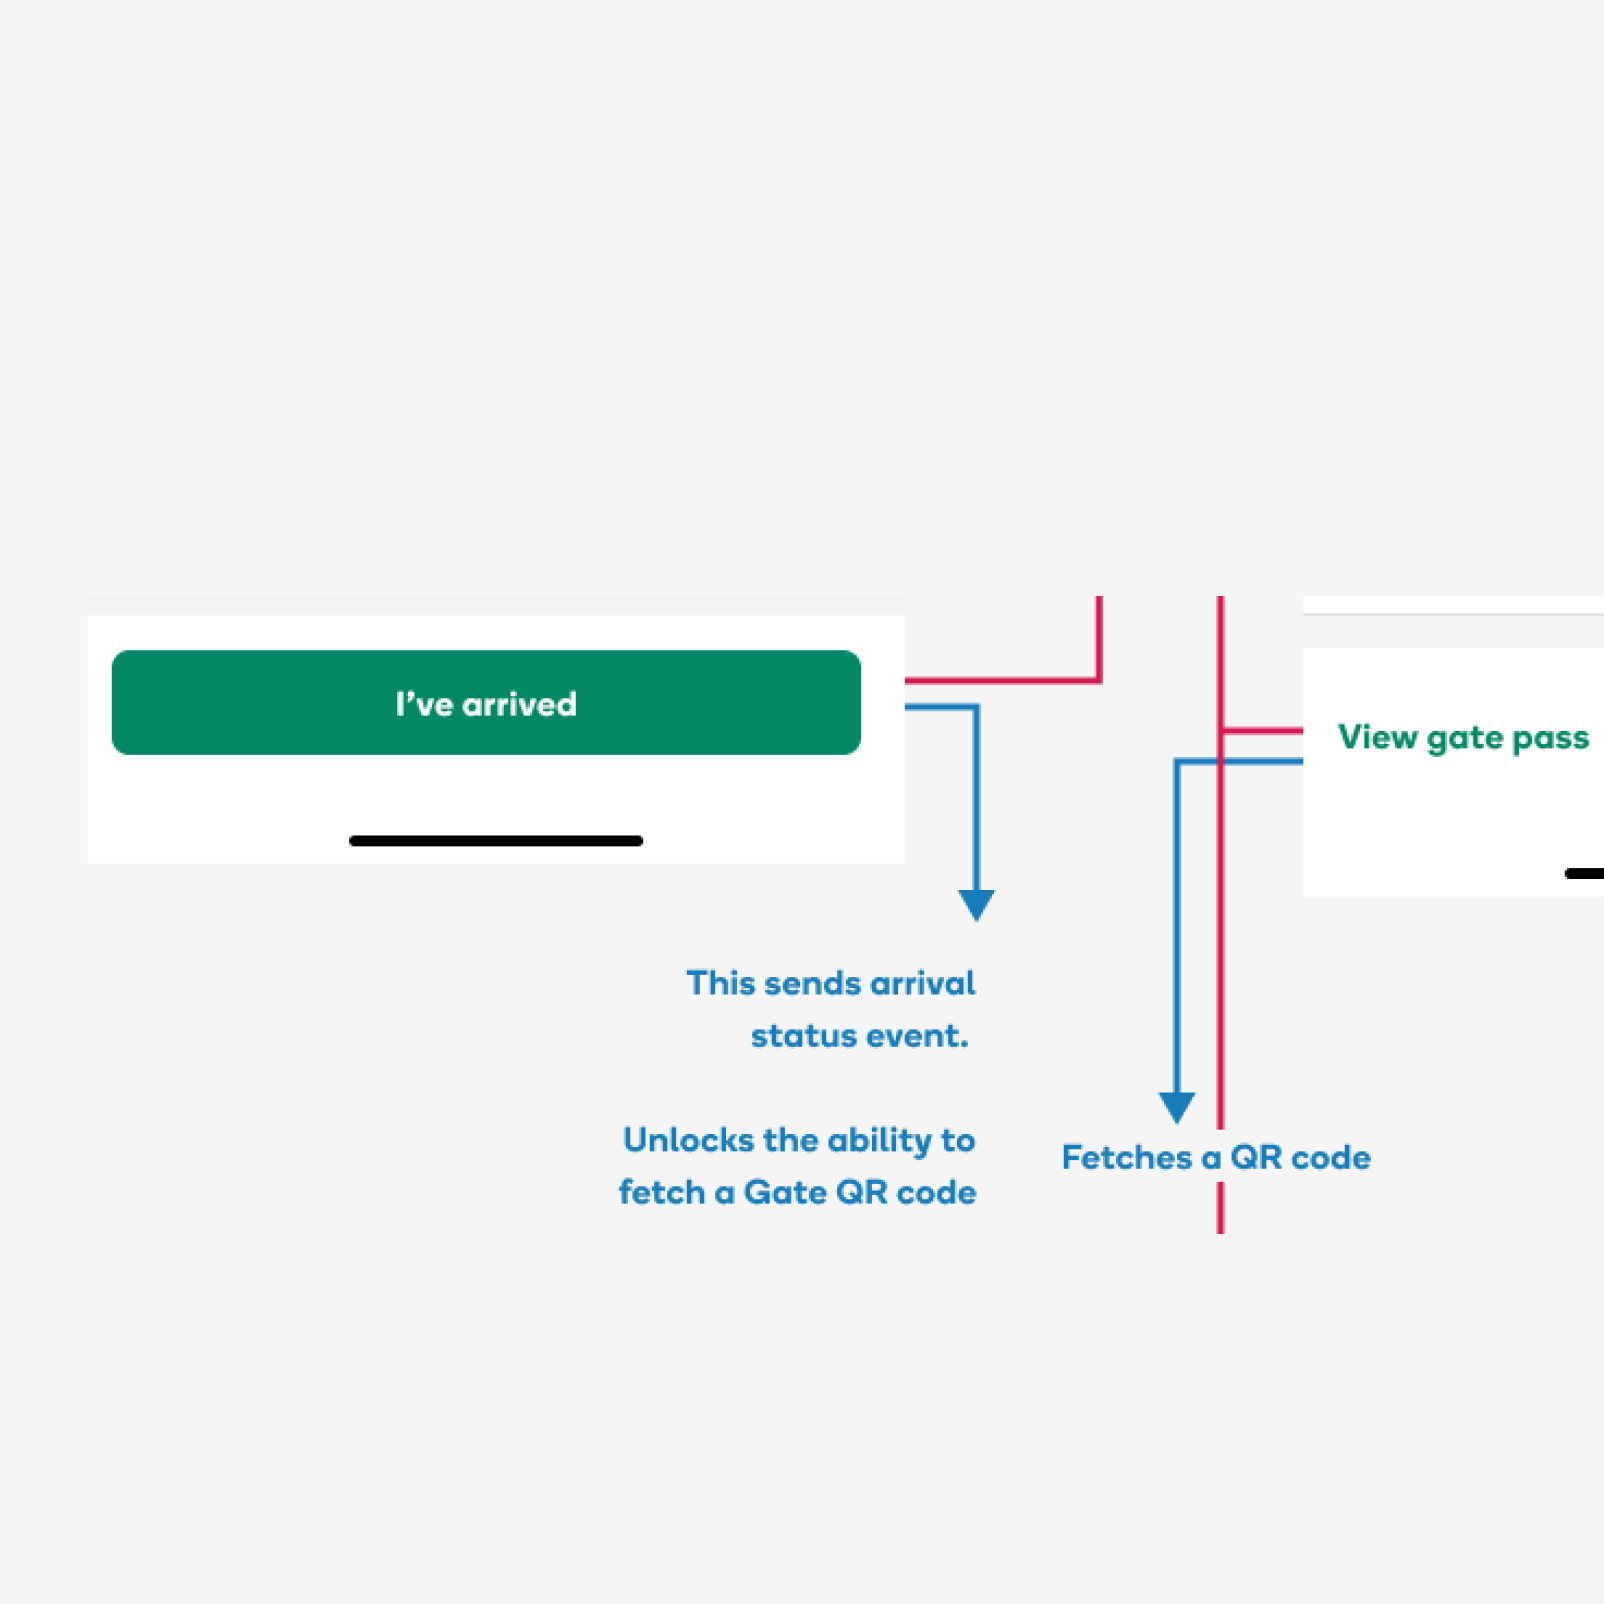 I’ve arrived
View gate pass
This sends arrival
status event.
Unlocks the ability to
fetch a Gate QR code
Fetches a QR code